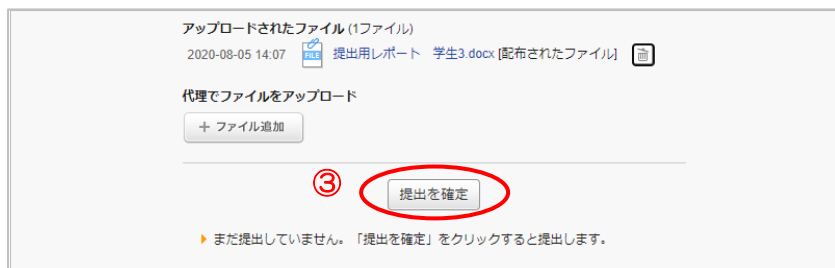 アップロードされたファイル (1ファイル)
2020-08-05 14:07 FILE 提出用レポート 学生3.docx [配布されたファイル]
代理でファイルをアップロード
+ ファイル追加
③ 提出を確定
まだ提出していません。「提出を確定」をクリックすると提出します。